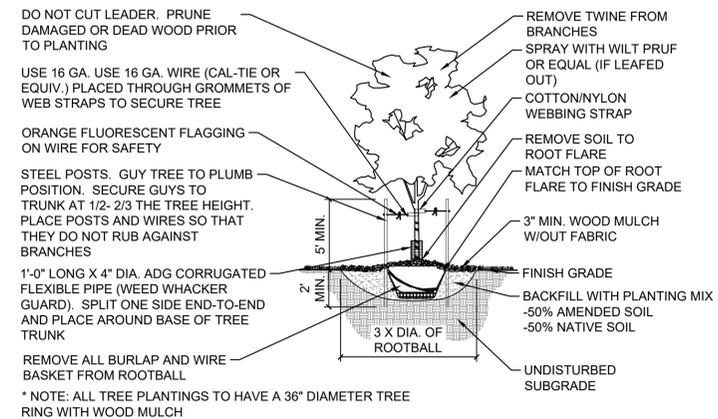 DO NOT CUT LEADER. PRUNE
DAMAGED OR DEAD WOOD PRIOR
TO PLANTING
USE 16 GA. USE 16 GA. WIRE (CAL-TIE OR
EQUIV.) PLACED THROUGH GROMMETS OF
WEB STRAPS TO SECURE TREE
ORANGE FLUORESCENT FLAGGING
ON WIRE FOR SAFETY
STEEL POSTS. GUY TREE TO PLUMB
POSITION. SECURE GUYS TO
TRUNK AT 1/2- 2/3 THE TREE HEIGHT.
PLACE POSTS AND WIRES SO THAT
THEY DO NOT RUB AGAINST
BRANCHES
1'-0" LONG X 4" DIA. ADG CORRUGATED
FLEXIBLE PIPE (WEED WHACKER
GUARD). SPLIT ONE SIDE END-TO-END
AND PLACE AROUND BASE OF TREE
TRUNK
REMOVE ALL BURLAP AND WIRE
BASKET FROM ROOTBALL
* NOTE: ALL TREE PLANTINGS TO HAVE A 36" DIAMETER TREE
RING WITH WOOD MULCH
5' MIN.
2'
MIN.
3 X DIA. OF
ROOTBALL
REMOVE TWINE FROM
BRANCHES
SPRAY WITH WILT PRUF
OR EQUAL (IF LEAFED
OUT)
COTTON/NYLON
WEBBING STRAP
REMOVE SOIL TO
ROOT FLARE
MATCH TOP OF ROOT
FLARE TO FINISH GRADE
3" MIN. WOOD MULCH
W/OUT FABRIC
FINISH GRADE
BACKFILL WITH PLANTING MIX
-50% AMENDED SOIL
-50% NATIVE SOIL
UNDISTURBED
SUBGRADE